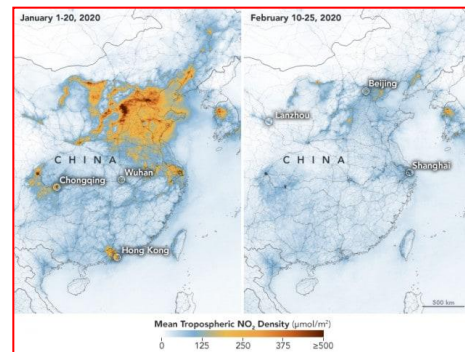 January 1-20, 2020
February 10-25, 2020
Beijing
Lanzhou
CHINA
CHINA
Wuhan
Shanghai
Chongqing
Hong Kong
500 km
Mean Tropospheric NO₂ Density (µmol/m²)
0 125 250 375 ≥500